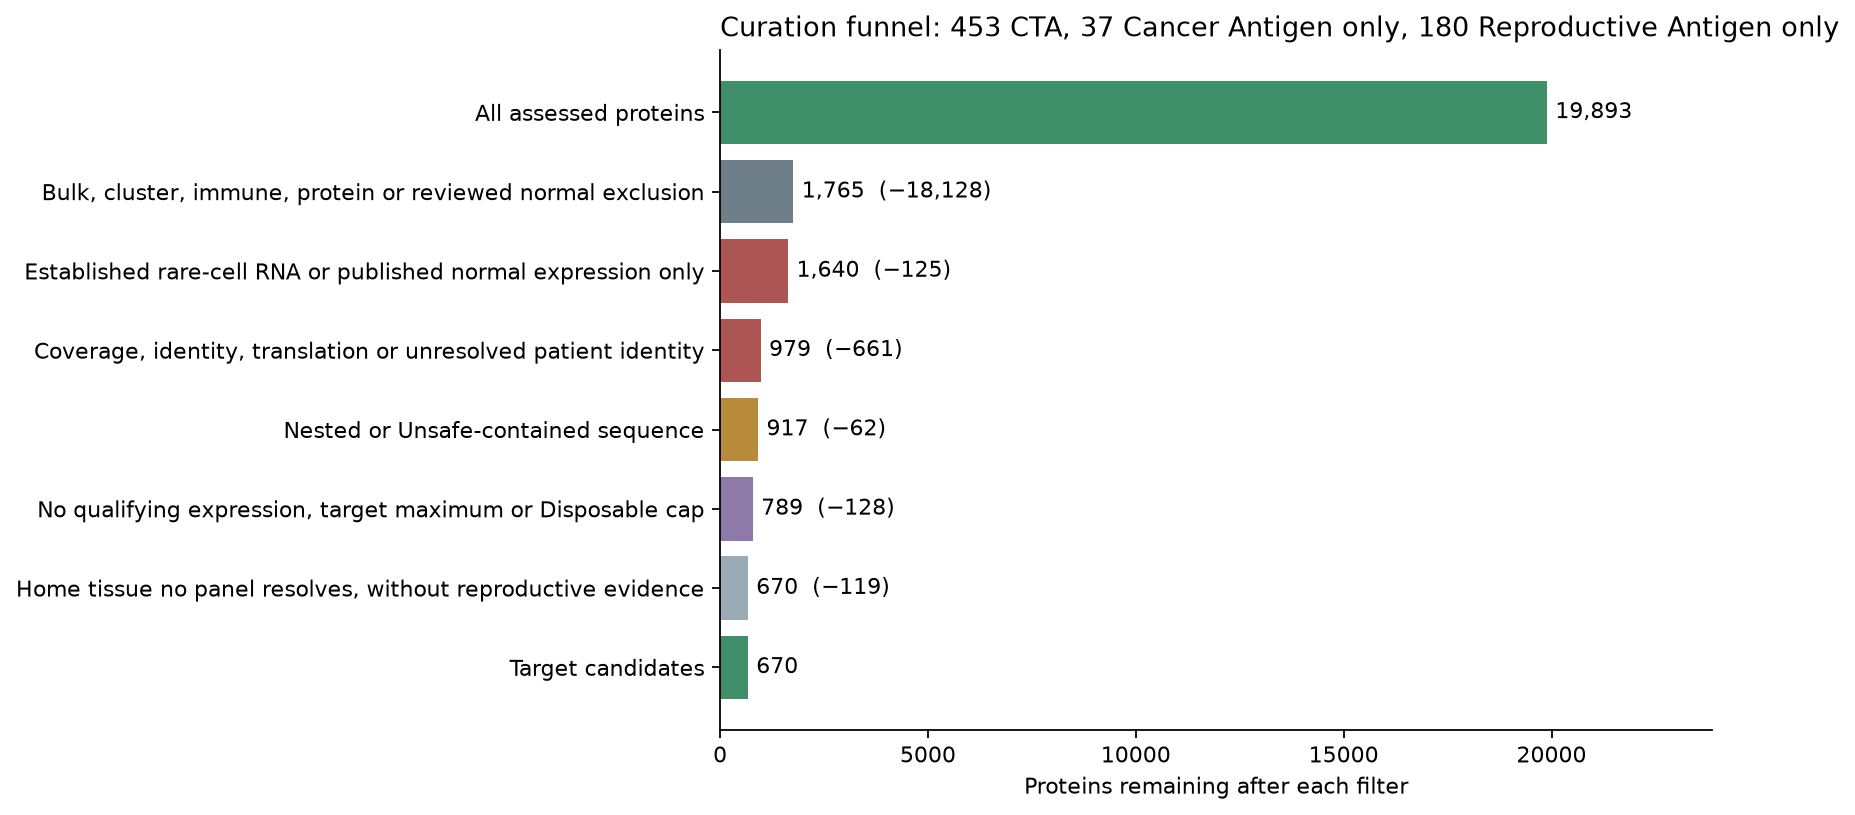 Curation funnel: 453 CTA, 37 Cancer Antigen only, 180 Reproductive Antigen only
All assessed proteins 19,893
Bulk, cluster, immune, protein or reviewed normal exclusion 1,765 (−18,128)
Established rare-cell RNA or published normal expression only 1,640 (−125)
Coverage, identity, translation or unresolved patient identity 979 (−661)
Nested or Unsafe-contained sequence 917 (−62)
No qualifying expression, target maximum or Disposable cap 789 (−128)
Home tissue no panel resolves, without reproductive evidence 670 (−119)
Target candidates 670
0 5000 10000 15000 20000
Proteins remaining after each filter